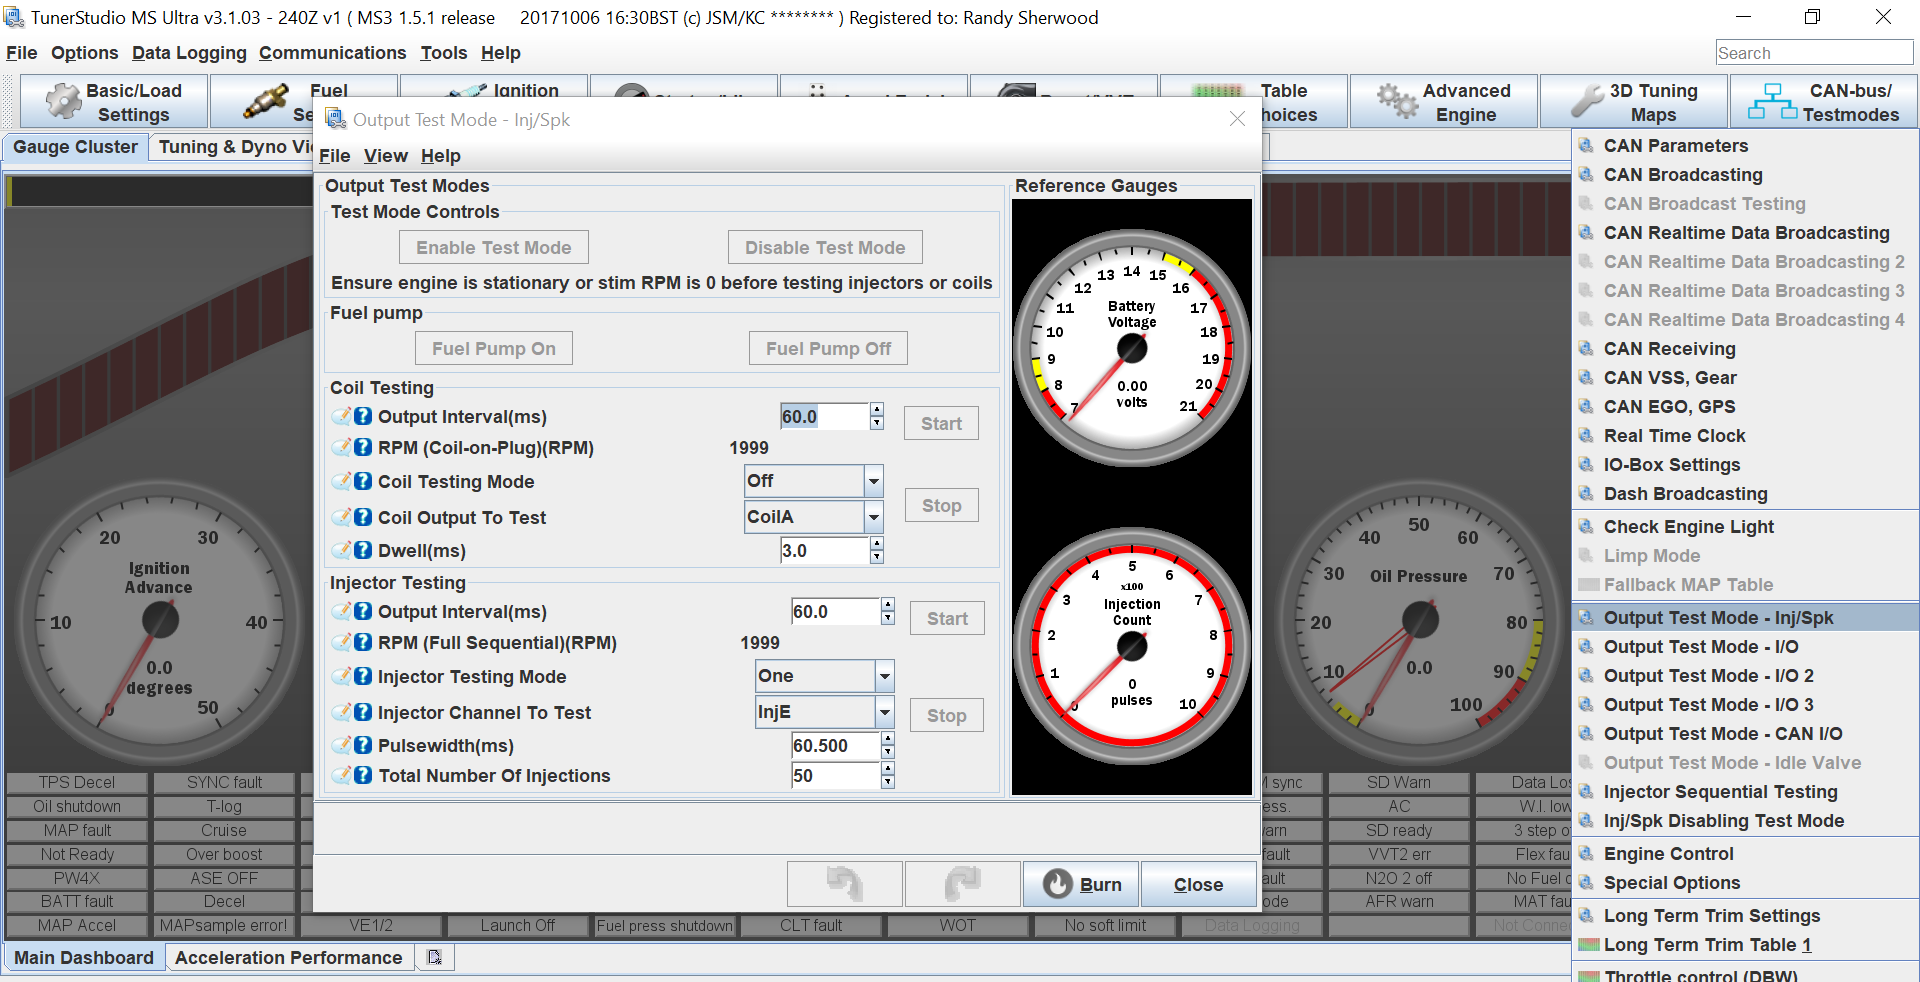 TunerStudio MS Ultra v3.1.03 - 240Z v1 ( MS3 1.5.1 release     20171006 16:30BST (c) JSM/KC ******** ) Registered to: Randy Sherwood
File Options Data Logging Communications Tools Help
Search
Basic/Load
Settings
Fuel
Ignition
Table
Advanced
Engine
3D Tuning
Maps
CAN-bus/
Testmodes
Gauge Cluster
Tuning & Dyno Vi
Output Test Mode - Inj/Spk
File View Help
Output Test Modes
Test Mode Controls
Enable Test Mode
Disable Test Mode
Ensure engine is stationary or stim RPM is 0 before testing injectors or coils
Fuel pump
Fuel Pump On
Fuel Pump Off
Coil Testing
Output Interval(ms)
60.0
Start
RPM (Coil-on-Plug)(RPM)
1999
Coil Testing Mode
Off
Coil Output To Test
CoilA
Stop
Dwell(ms)
3.0
Injector Testing
Output Interval(ms)
60.0
Start
RPM (Full Sequential)(RPM)
1999
Injector Testing Mode
One
Injector Channel To Test
InjE
Stop
Pulsewidth(ms)
60.500
Total Number Of Injections
50
Burn
Close
Reference Gauges
7 8 9 10 11 12 13 14 15 16 17 18 19 20 21
Battery
Voltage
0.00
volts
0 1 2 3 4 5 6 7 8 9 10
x100
Injection
Count
0
pulses
0 10 20 30 40 50
Ignition
Advance
0.0
degrees
0 10 20 30 40 50 60 70 80 90 100
Oil Pressure
0.0
TPS Decel
SYNC fault
M sync
SD Warn
Data Los
Oil shutdown
T-log
ess.
AC
W.I. low
MAP fault
Cruise
arn
SD ready
3 step o
Not Ready
Over boost
fault
VVT2 err
Flex fau
PW4X
ASE OFF
ault
N2O 2 off
No Fuel
BATT fault
Decel
ode
AFR warn
MAT fau
MAP Accel
MAPsample error!
VE1/2
Launch Off
Fuel press shutdown
CLT fault
WOT
No soft limit
Data Logging
Not Conne
Main Dashboard
Acceleration Performance
CAN Parameters
CAN Broadcasting
CAN Broadcast Testing
CAN Realtime Data Broadcasting
CAN Realtime Data Broadcasting 2
CAN Realtime Data Broadcasting 3
CAN Realtime Data Broadcasting 4
CAN Receiving
CAN VSS, Gear
CAN EGO, GPS
Real Time Clock
IO-Box Settings
Dash Broadcasting
Check Engine Light
Limp Mode
Fallback MAP Table
Output Test Mode - Inj/Spk
Output Test Mode - I/O
Output Test Mode - I/O 2
Output Test Mode - I/O 3
Output Test Mode - CAN I/O
Output Test Mode - Idle Valve
Injector Sequential Testing
Inj/Spk Disabling Test Mode
Engine Control
Special Options
Long Term Trim Settings
Long Term Trim Table 1
Throttle control (DBW)